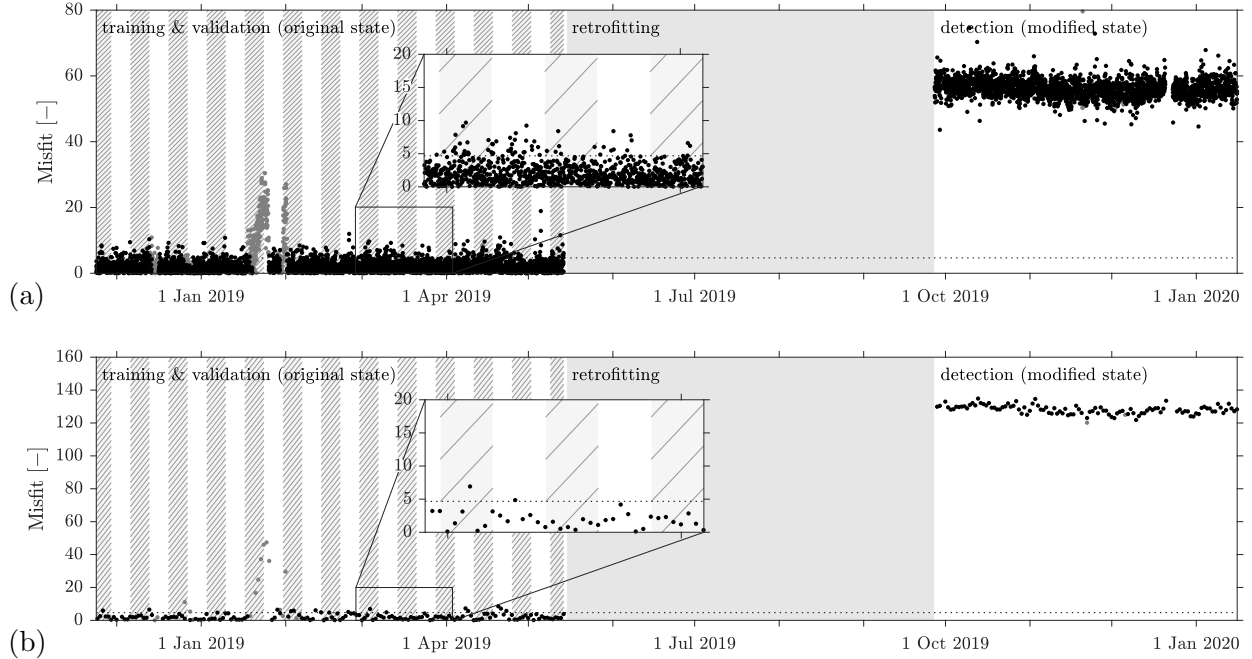 80
training & validation (original state)
retrofitting
detection (modified state)
60
40
20
0
Misfit [−]
20
15
10
5
0
(a)
1 Jan 2019
1 Apr 2019
1 Jul 2019
1 Oct 2019
1 Jan 2020
160
training & validation (original state)
retrofitting
detection (modified state)
140
120
100
80
60
40
20
0
Misfit [−]
20
15
10
5
0
(b)
1 Jan 2019
1 Apr 2019
1 Jul 2019
1 Oct 2019
1 Jan 2020